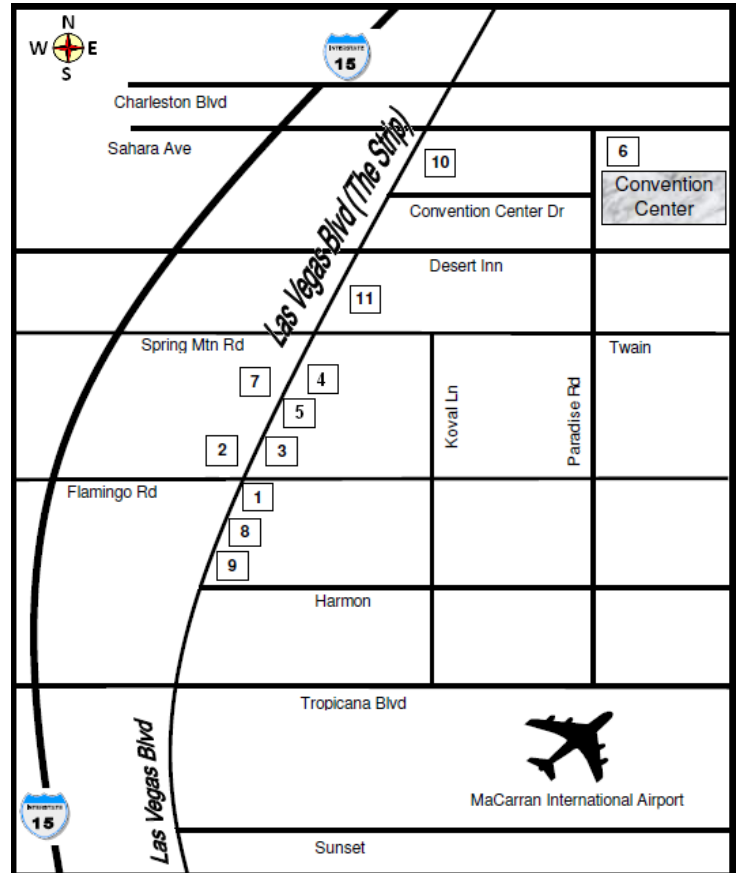 N
W E
S
INTERSTATE
15
Charleston Blvd
Sahara Ave
10
6
Convention
Center
Las Vegas Blvd (The Strip)
Convention Center Dr
Desert Inn
11
Spring Mtn Rd
Twain
7
4
5
Koval Ln
Paradise Rd
2
3
Flamingo Rd
1
8
9
Harmon
Tropicana Blvd
Las Vegas Blvd
MaCarran International Airport
INTERSTATE
15
Sunset